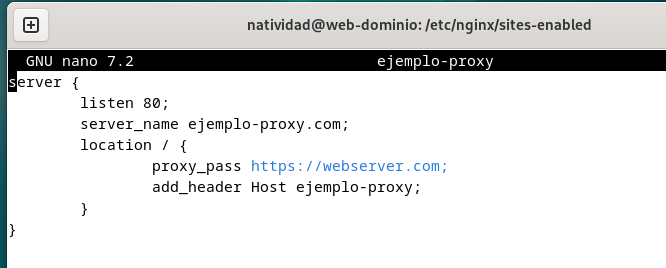 natividad@web-dominio: /etc/nginx/sites-enabled
GNU nano 7.2 ejemplo-proxy
server {
listen 80;
server_name ejemplo-proxy.com;
location / {
proxy_pass https://webserver.com;
add_header Host ejemplo-proxy;
}
}